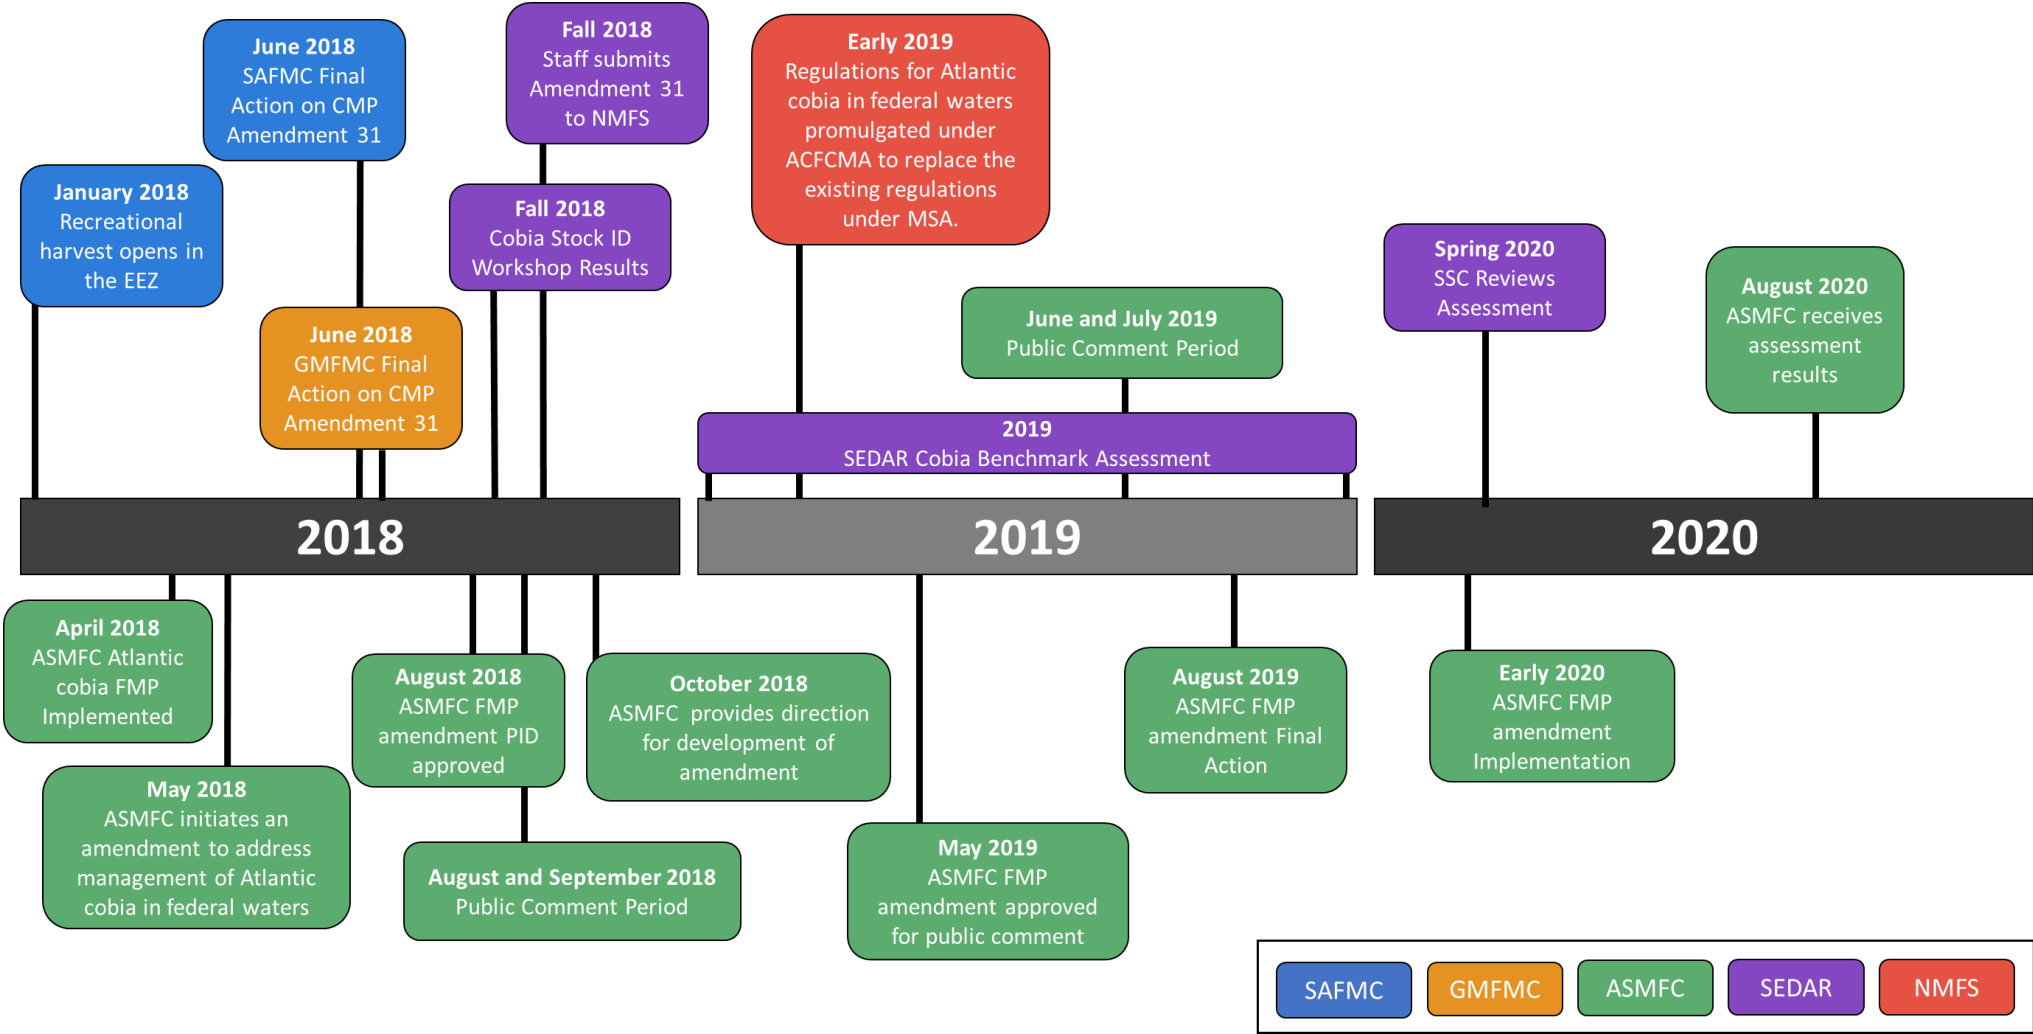 June 2018
SAFMC Final
Action on CMP
Amendment 31
Fall 2018
Staff submits
Amendment 31
to NMFS
Early 2019
Regulations for Atlantic
cobia in federal waters
promulgated under
ACFCMA to replace the
existing regulations
under MSA.
January 2018
Recreational
harvest opens in
the EEZ
Fall 2018
Cobia Stock ID
Workshop Results
Spring 2020
SSC Reviews
Assessment
August 2020
ASMFC receives
assessment
results
June 2018
GMFMC Final
Action on CMP
Amendment 31
June and July 2019
Public Comment Period
2019
SEDAR Cobia Benchmark Assessment
2018
2019
2020
April 2018
ASMFC Atlantic
cobia FMP
Implemented
August 2018
ASMFC FMP
amendment PID
approved
October 2018
ASMFC provides direction
for development of
amendment
August 2019
ASMFC FMP
amendment Final
Action
Early 2020
ASMFC FMP
amendment
Implementation
May 2018
ASMFC initiates an
amendment to address
management of Atlantic
cobia in federal waters
August and September 2018
Public Comment Period
May 2019
ASMFC FMP
amendment approved
for public comment
SAFMC
GMFMC
ASMFC
SEDAR
NMFS